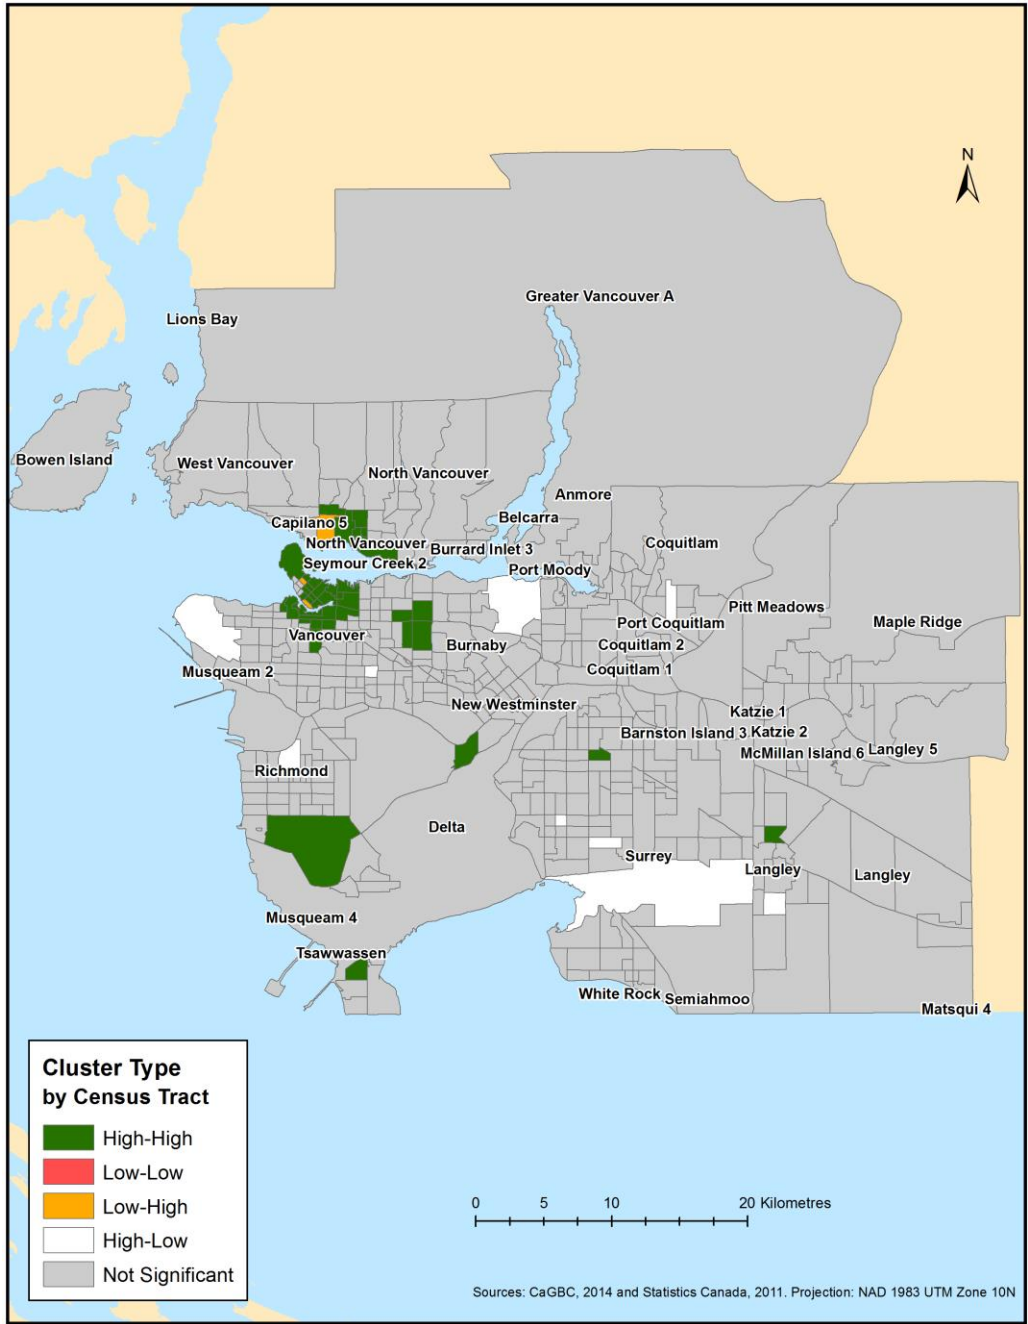 N
Greater Vancouver A
Lions Bay
Bowen Island
West Vancouver
North Vancouver
Anmore
Belcarra
Capilano 5
North Vancouver
Burrard Inlet 3
Coquitlam
Seymour Creek 2
Port Moody
Pitt Meadows
Maple Ridge
Port Coquitlam
Vancouver
Burnaby
Coquitlam 2
Musqueam 2
Coquitlam 1
New Westminster
Katzie 1
Barnston Island 3
Katzie 2
McMillan Island 6
Langley 5
Richmond
Delta
Surrey
Langley
Langley
Musqueam 4
Tsawwassen
White Rock
Semiahmoo
Matsqui 4
Cluster Type
by Census Tract
High-High
Low-Low
Low-High
High-Low
Not Significant
0 5 10 20 Kilometres
Sources: CaGBC, 2014 and Statistics Canada, 2011. Projection: NAD 1983 UTM Zone 10N